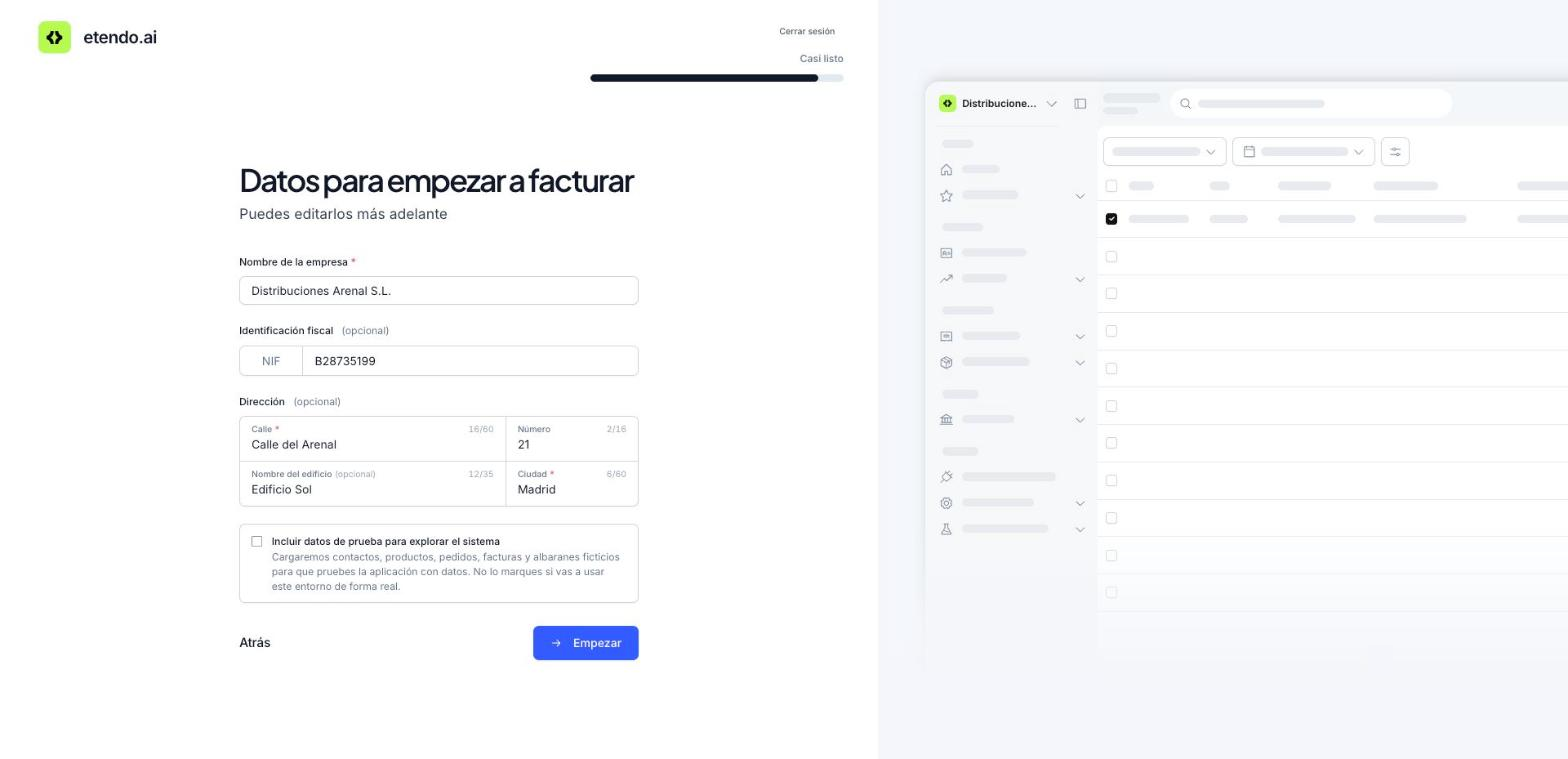 etendo.ai
Cerrar sesión
Casi listo
Datos para empezar a facturar
Puedes editarlos más adelante
Nombre de la empresa *
Distribuciones Arenal S.L.
Identificación fiscal (opcional)
NIF B28735199
Dirección (opcional)
Calle * 16/60 Número 2/16
Calle del Arenal 21
Nombre del edificio (opcional) 12/35 Ciudad * 6/60
Edificio Sol Madrid
Incluir datos de prueba para explorar el sistema
Cargaremos contactos, productos, pedidos, facturas y albaranes ficticios
para que pruebes la aplicación con datos. No lo marques si vas a usar
este entorno de forma real.
Atrás Empezar
Distribucione...